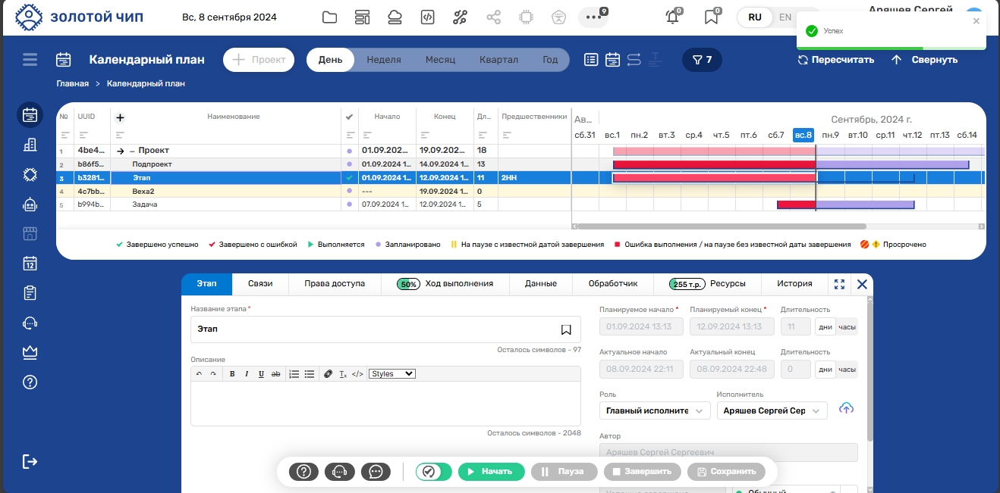 ЗОЛОТОЙ ЧИП
Вс, 8 сентября 2024
9
0
0
RU EN
Аряшев Сергей
Успех
Календарный план
Проект
День Неделя Месяц Квартал Год
7
Пересчитать
Свернуть
Главная > Календарный план
№ UUID Наименование Начало Конец Дл... Предшественники
Ав... Сентябрь, 2024 г.
сб.31 вс.1 пн.2 вт.3 ср.4 чт.5 пт.6 сб.7 вс.8 пн.9 вт.10 ср.11 чт.12 пт.13 сб.14
1 4be4... – Проект 01.09.202... 19.09.202... 18
2 b86f5... Подпроект 01.09.2024 1... 14.09.2024 1... 13
3 b3281... Этап 01.09.2024 1... 12.09.2024 1... 11 2НН
4 4c7bb... Веха2 --- 19.09.2024 1... 0
5 b994b... Задача 07.09.2024 1... 12.09.2024 1... 5
Завершено успешно Завершено с ошибкой Выполняется Запланировано На паузе с известной датой завершения Ошибка выполнения / на паузе без известной даты завершения Просрочено
12
Этап Связи Права доступа 50% Ход выполнения Данные Обработчик 255 т.р. Ресурсы История
Название этапа *
Этап
Осталось символов - 97
Описание
B I U ab Tx </> Styles
Осталось символов - 2048
Планируемое начало * Планируемый конец * Длительность
01.09.2024 13:13 12.09.2024 13:13 11 дни часы
Актуальное начало Актуальный конец Длительность
08.09.2024 22:11 08.09.2024 22:48 0 дни часы
Роль Исполнитель
Главный исполните Аряшев Сергей Сер
Автор
Аряшев Сергей Сергеевич
Начать Пауза Завершить Сохранить
Успешно завершено Обычный